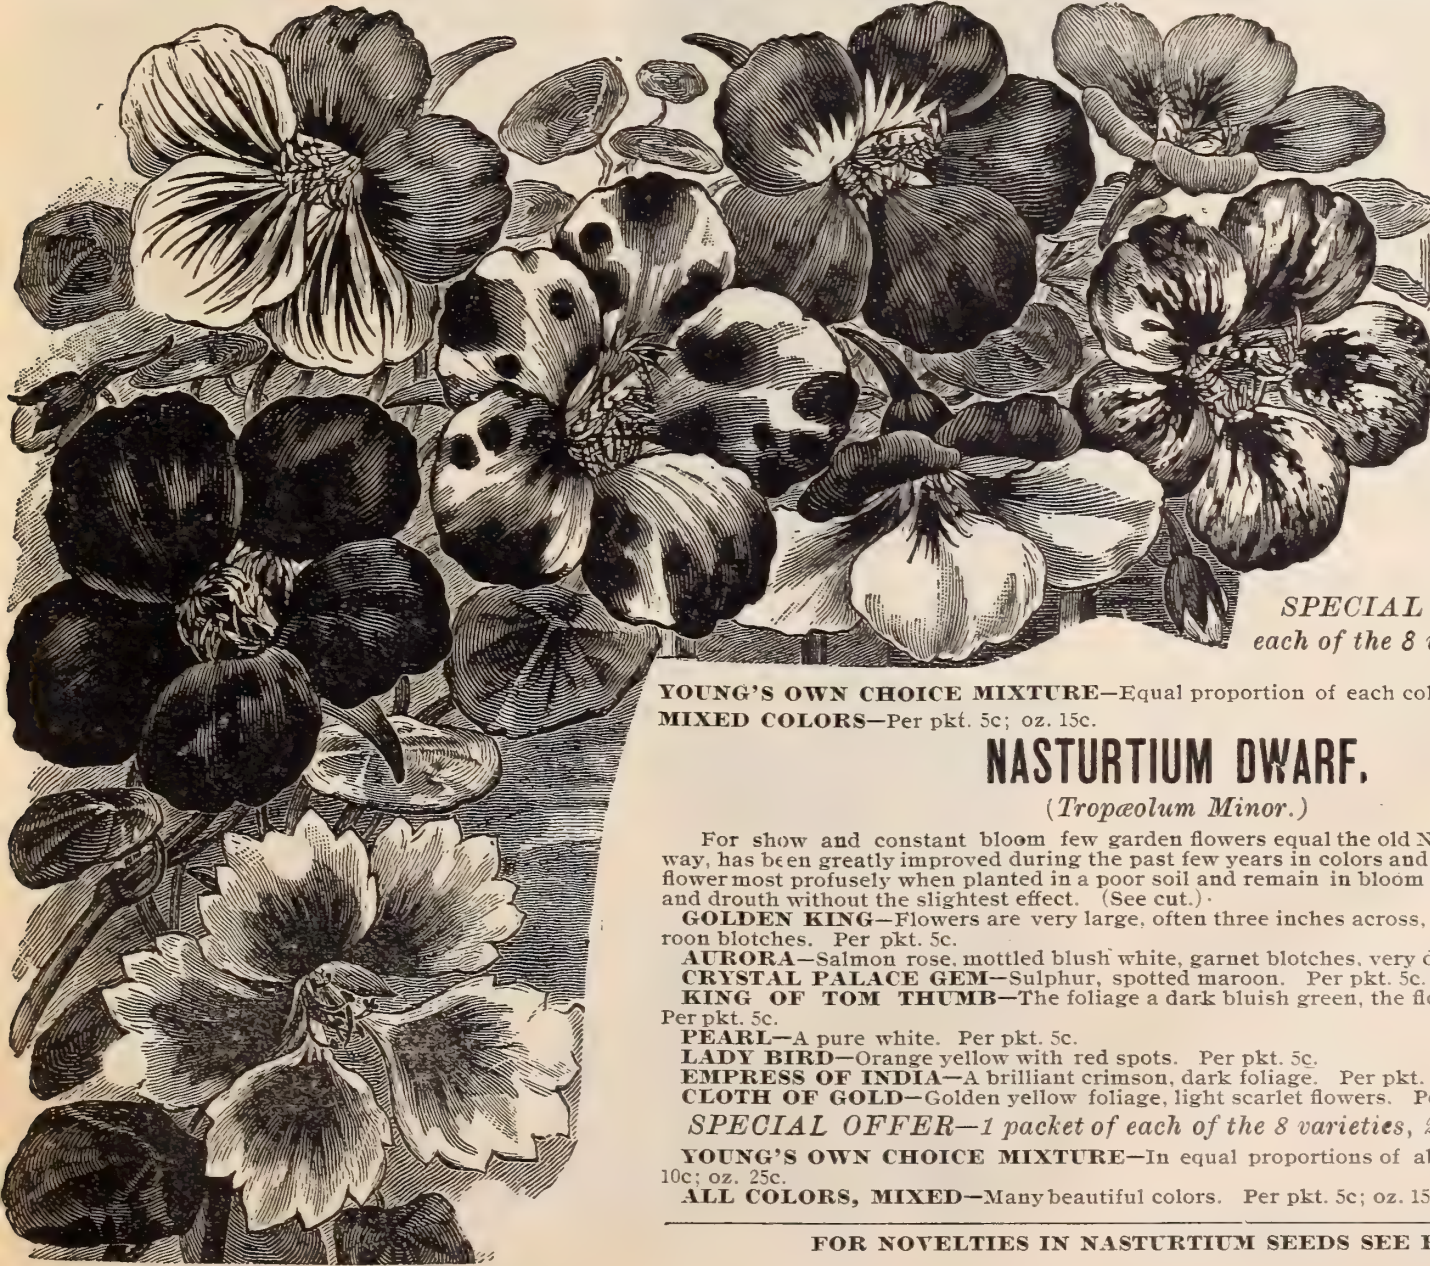 SPECIAL
each of the 8
YOUNG'S OWN CHOICE MIXTURE—Equal proportion of each
MIXED COLORS—Per pkt. 5c; oz. 15c.
NASTURTIUM DWARF.
(Tropæolum Minor.)
For show and constant bloom few garden flowers equal the old
way, has been greatly improved during the past few years in colors and
flower most profusely when planted in a poor soil and remain in bloom
and drouth without the slightest effect. (See cut.)
GOLDEN KING—Flowers are very large, often three inches across,
roon blotches. Per pkt. 5c.
AURORA—Salmon rose, mottled blush white, garnet blotches, very
CRYSTAL PALACE GEM—Sulphur, spotted maroon. Per pkt. 5c.
KING OF TOM THUMB—The foliage a dark bluish green, the
Per pkt. 5c.
PEARL—A pure white. Per pkt. 5c.
LADY BIRD—Orange yellow with red spots. Per pkt. 5c.
EMPRESS OF INDIA—A brilliant crimson, dark foliage. Per pkt.
CLOTH OF GOLD—Golden yellow foliage, light scarlet flowers.
SPECIAL OFFER—1 packet of each of the 8 varieties,
YOUNG'S OWN CHOICE MIXTURE—In equal proportions of
10c; oz. 25c.
ALL COLORS, MIXED—Many beautiful colors. Per pkt. 5c; oz. 15
FOR NOVELTIES IN NASTURTIUM SEEDS SEE